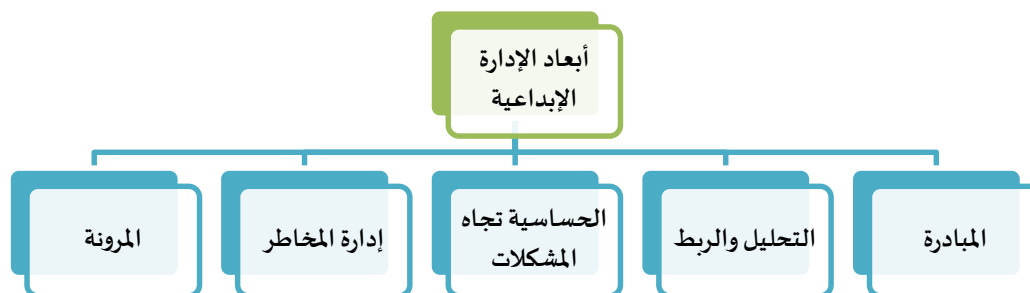 أبعاد الإدارة
الإبداعية
المبادرة
التحليل والربط
الحساسية تجاه
المشكلات
إدارة المخاطر
المرونة